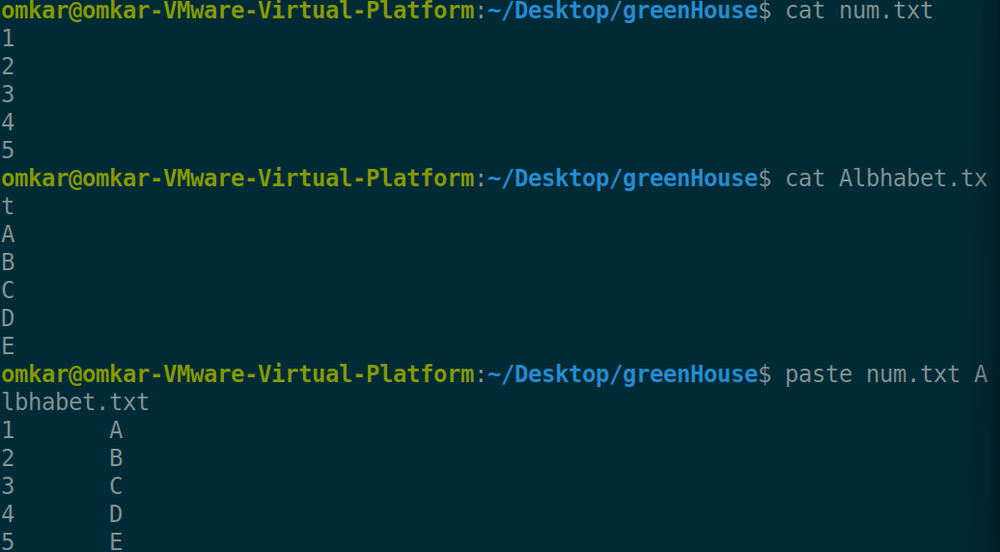 omkar@omkar-VMware-Virtual-Platform:~/Desktop/greenHouse$ cat num.txt
1
2
3
4
5
omkar@omkar-VMware-Virtual-Platform:~/Desktop/greenHouse$ cat Albhabet.tx
t
A
B
C
D
E
omkar@omkar-VMware-Virtual-Platform:~/Desktop/greenHouse$ paste num.txt A
lbhabet.txt
1       A
2       B
3       C
4       D
5       E